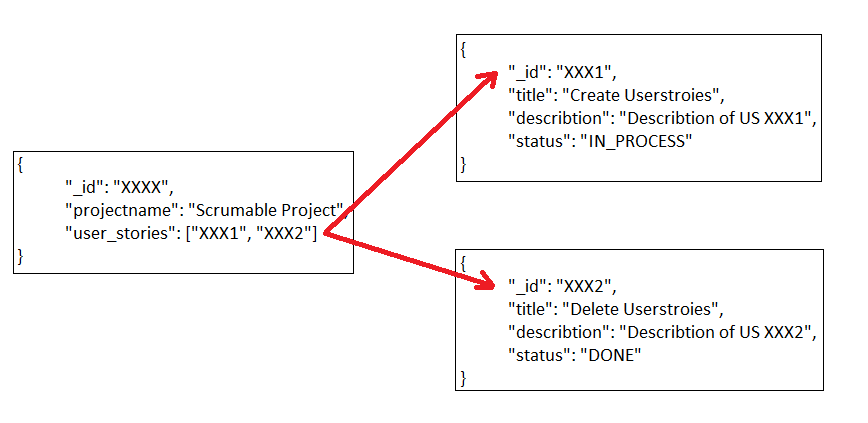 {
"_id": "XXXX",
"projectname": "Scrumable Project",
"user_stories": ["XXX1", "XXX2"]
}
{
"_id": "XXX1",
"title": "Create Userstroies",
"describtion": "Describtion of US XXX1",
"status": "IN_PROCESS"
}
{
"_id": "XXX2",
"title": "Delete Userstroies",
"describtion": "Describtion of US XXX2",
"status": "DONE"
}